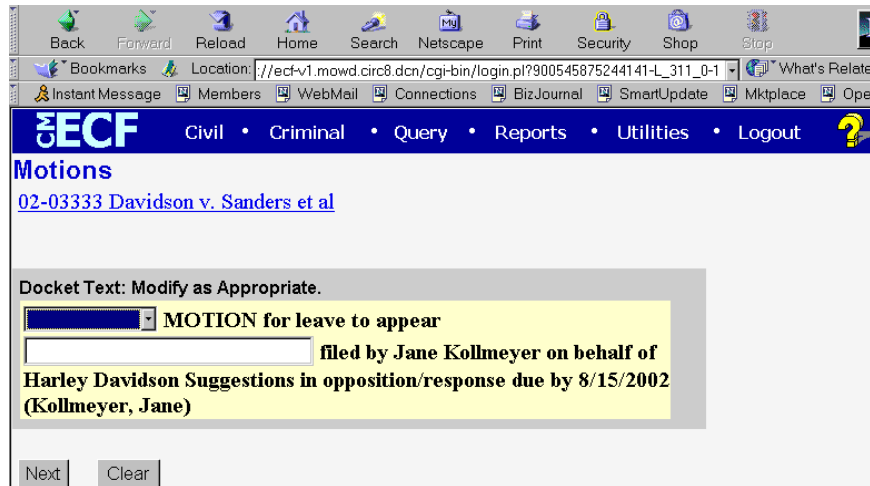 Back Forward Reload Home Search Netscape Print Security Shop Stop
My
Bookmarks Location: ://ecf-v1.mowd.circ8.dcn/cgi-bin/login.pl?900545875244141-L_311_0-1 What's Relate
Instant Message Members WebMail Connections BizJournal SmartUpdate Mktplace Ope
CM ECF Civil • Criminal • Query • Reports • Utilities • Logout ?
Motions
02-03333 Davidson v. Sanders et al
Docket Text: Modify as Appropriate.
MOTION for leave to appear
filed by Jane Kollmeyer on behalf of
Harley Davidson Suggestions in opposition/response due by 8/15/2002
(Kollmeyer, Jane)
Next Clear